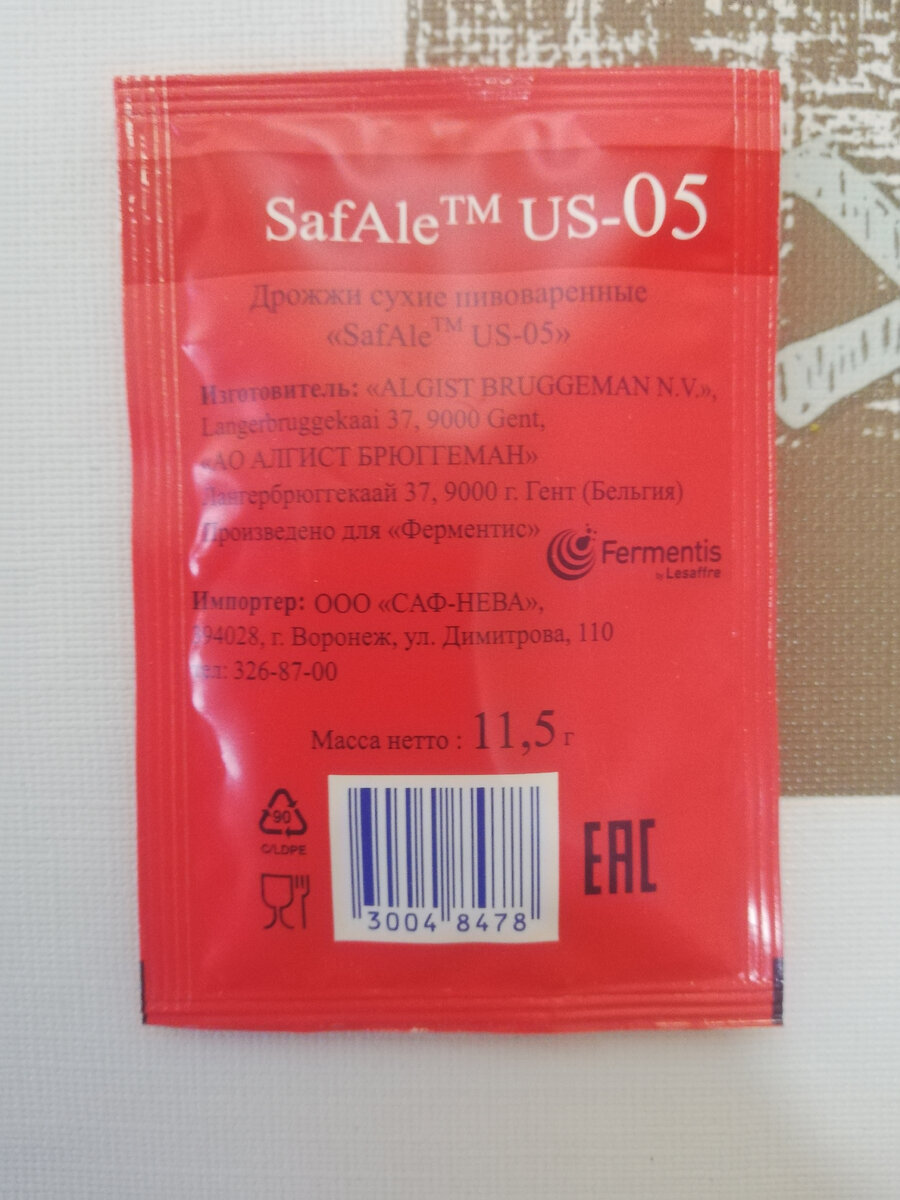 SafAle™ US-05
Дрожжи сухие пивоваренные
«SafAle™ US-05»
Изготовитель: «ALGIST BRUGGEMAN N.V.»,
Langerbruggekaai 37, 9000 Gent,
«АО АЛГИСТ БРЮГГЕМАН»
Лангербрюггекаай 37, 9000 г. Гент (Бельгия)
Произведено для «Ферментис»
Fermentis
by Lesaffre
Импортер: ООО «САФ-НЕВА»,
394028, г. Воронеж, ул. Димитрова, 110
тел: 326-87-00
Масса нетто : 11,5 г
90
C/LDPE
3004 8478
EAC